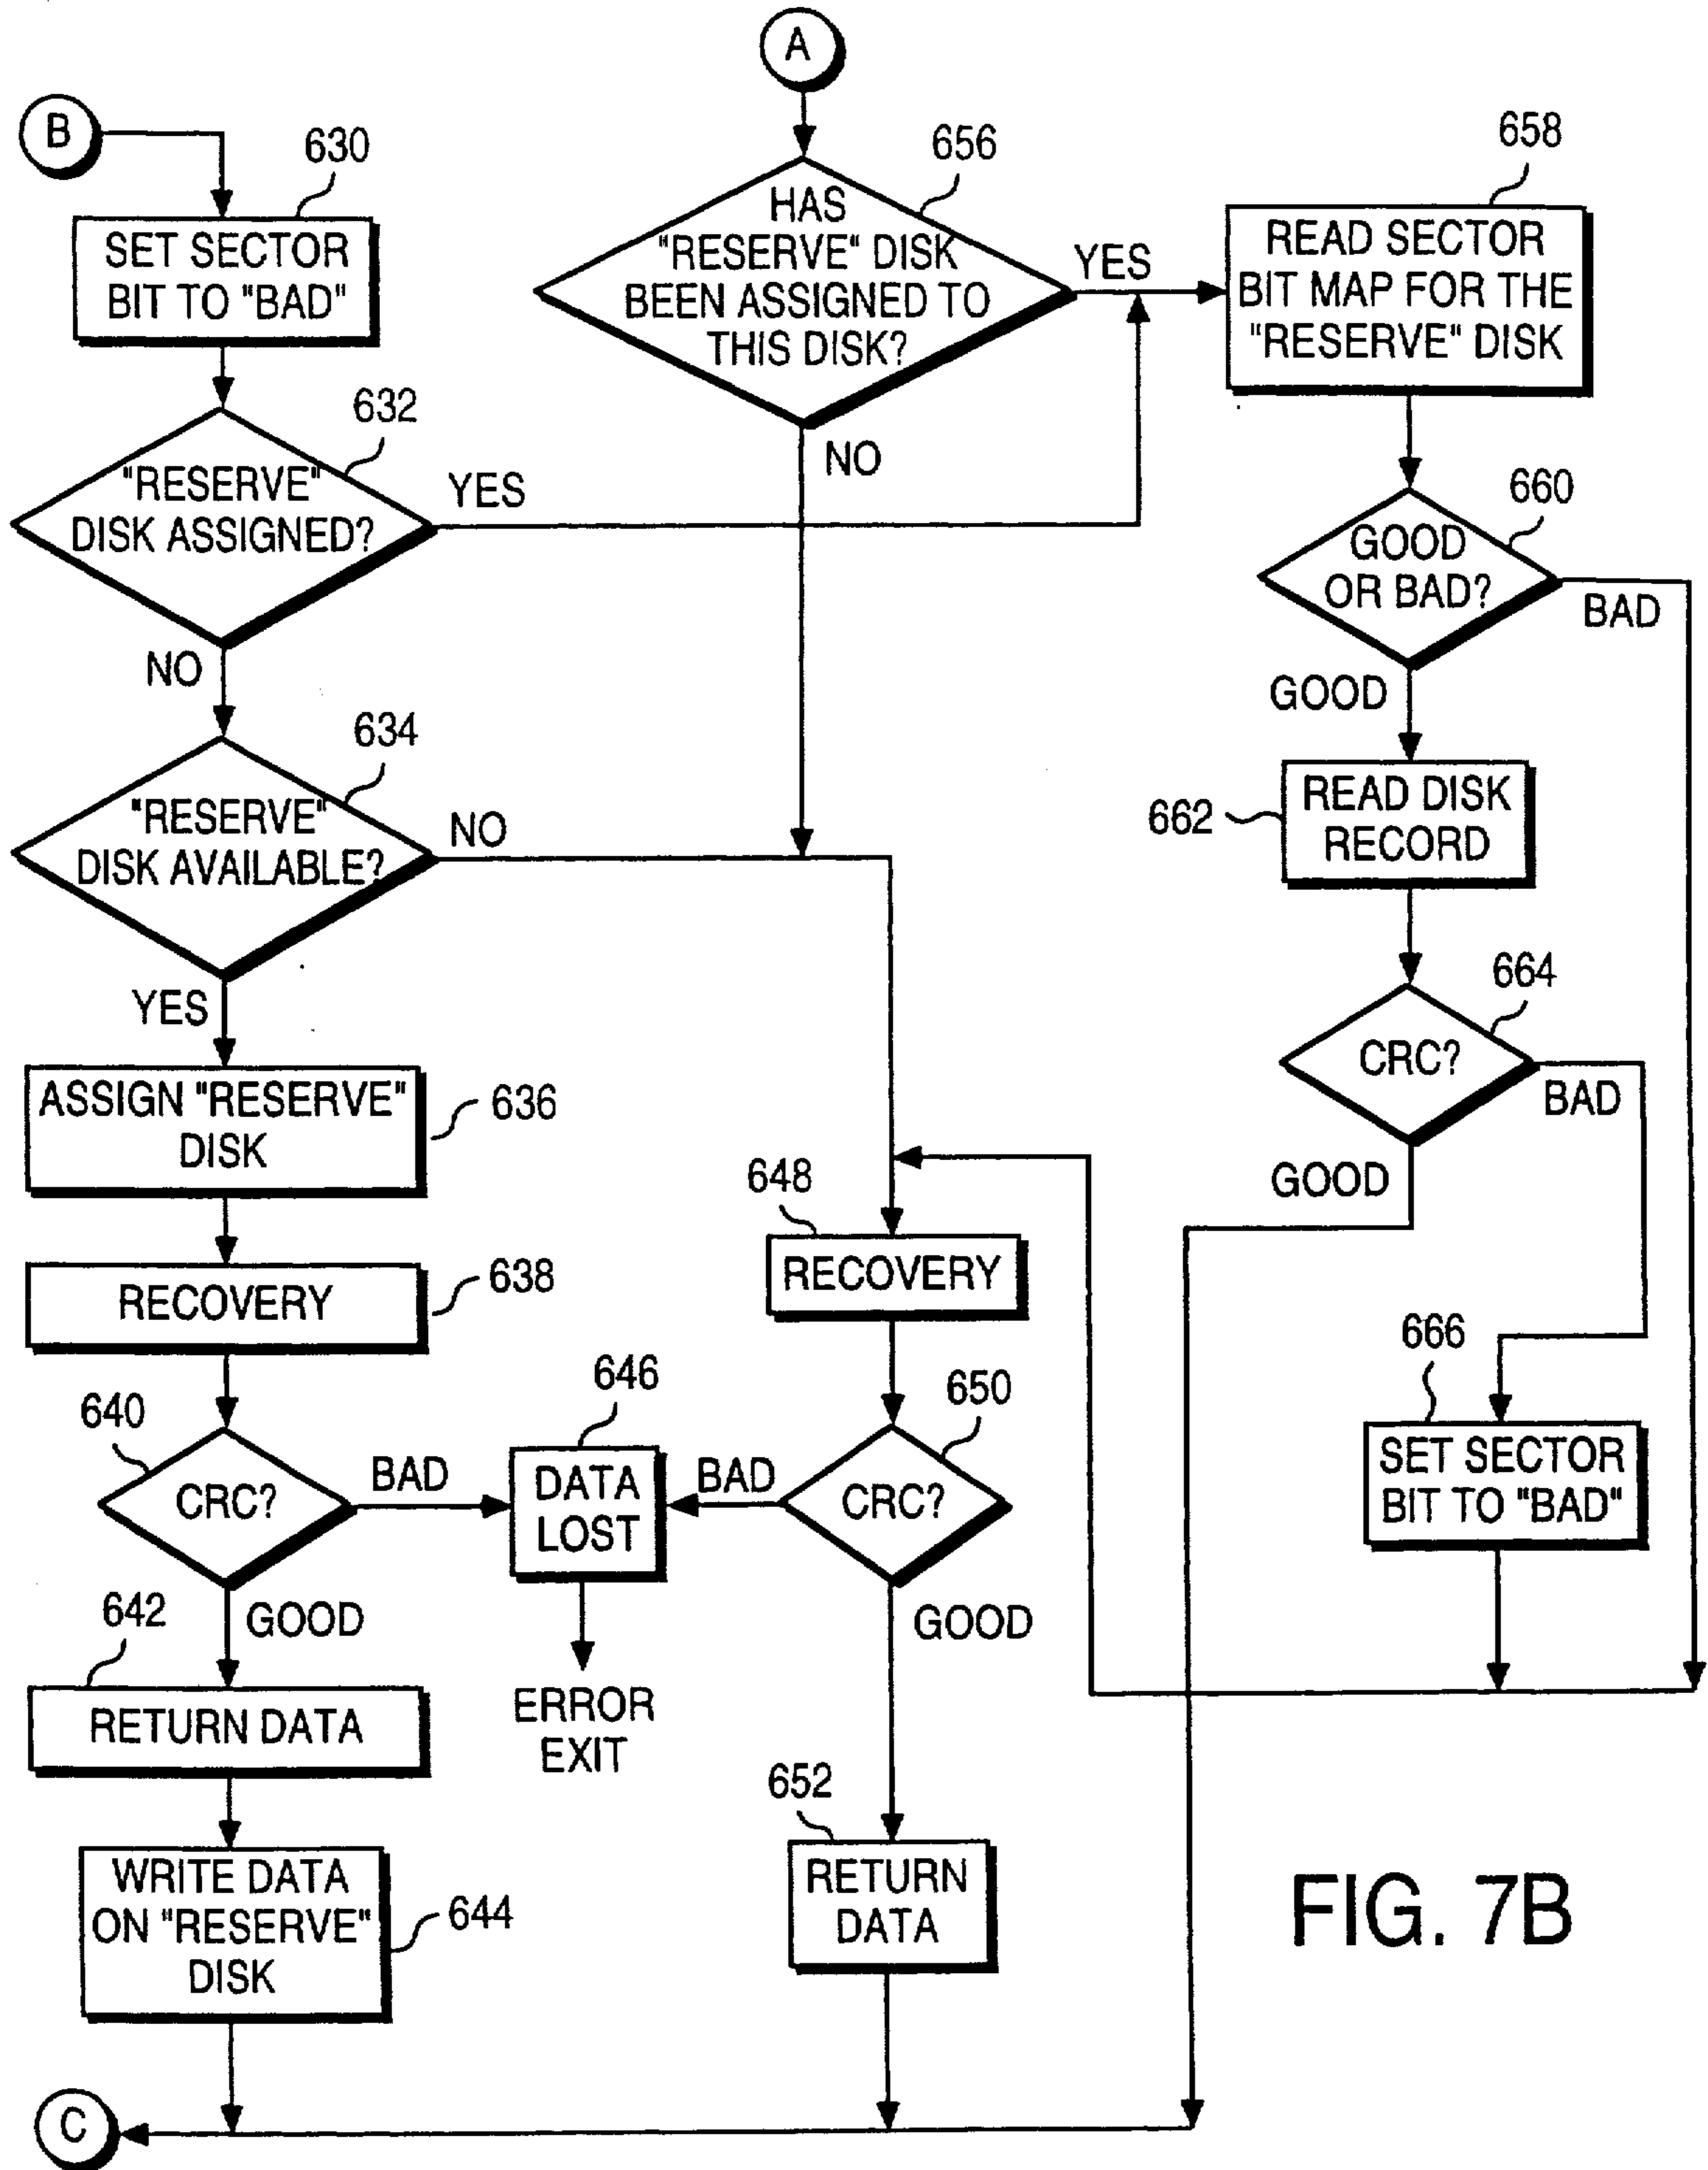 A
B
630
SET SECTOR
BIT TO "BAD"
632
"RESERVE"
DISK ASSIGNED?
YES
NO
634
"RESERVE"
DISK AVAILABLE?
NO
YES
ASSIGN "RESERVE"
DISK
636
RECOVERY
638
640
CRC?
BAD
GOOD
642
RETURN DATA
WRITE DATA
ON "RESERVE"
DISK
644
C
656
HAS
"RESERVE" DISK
BEEN ASSIGNED TO
THIS DISK?
YES
NO
648
RECOVERY
646
DATA
LOST
ERROR
EXIT
650
BAD
CRC?
GOOD
652
RETURN
DATA
658
READ SECTOR
BIT MAP FOR THE
"RESERVE" DISK
660
GOOD
OR BAD?
BAD
GOOD
662
READ DISK
RECORD
664
CRC?
BAD
GOOD
666
SET SECTOR
BIT TO "BAD"
FIG. 7B